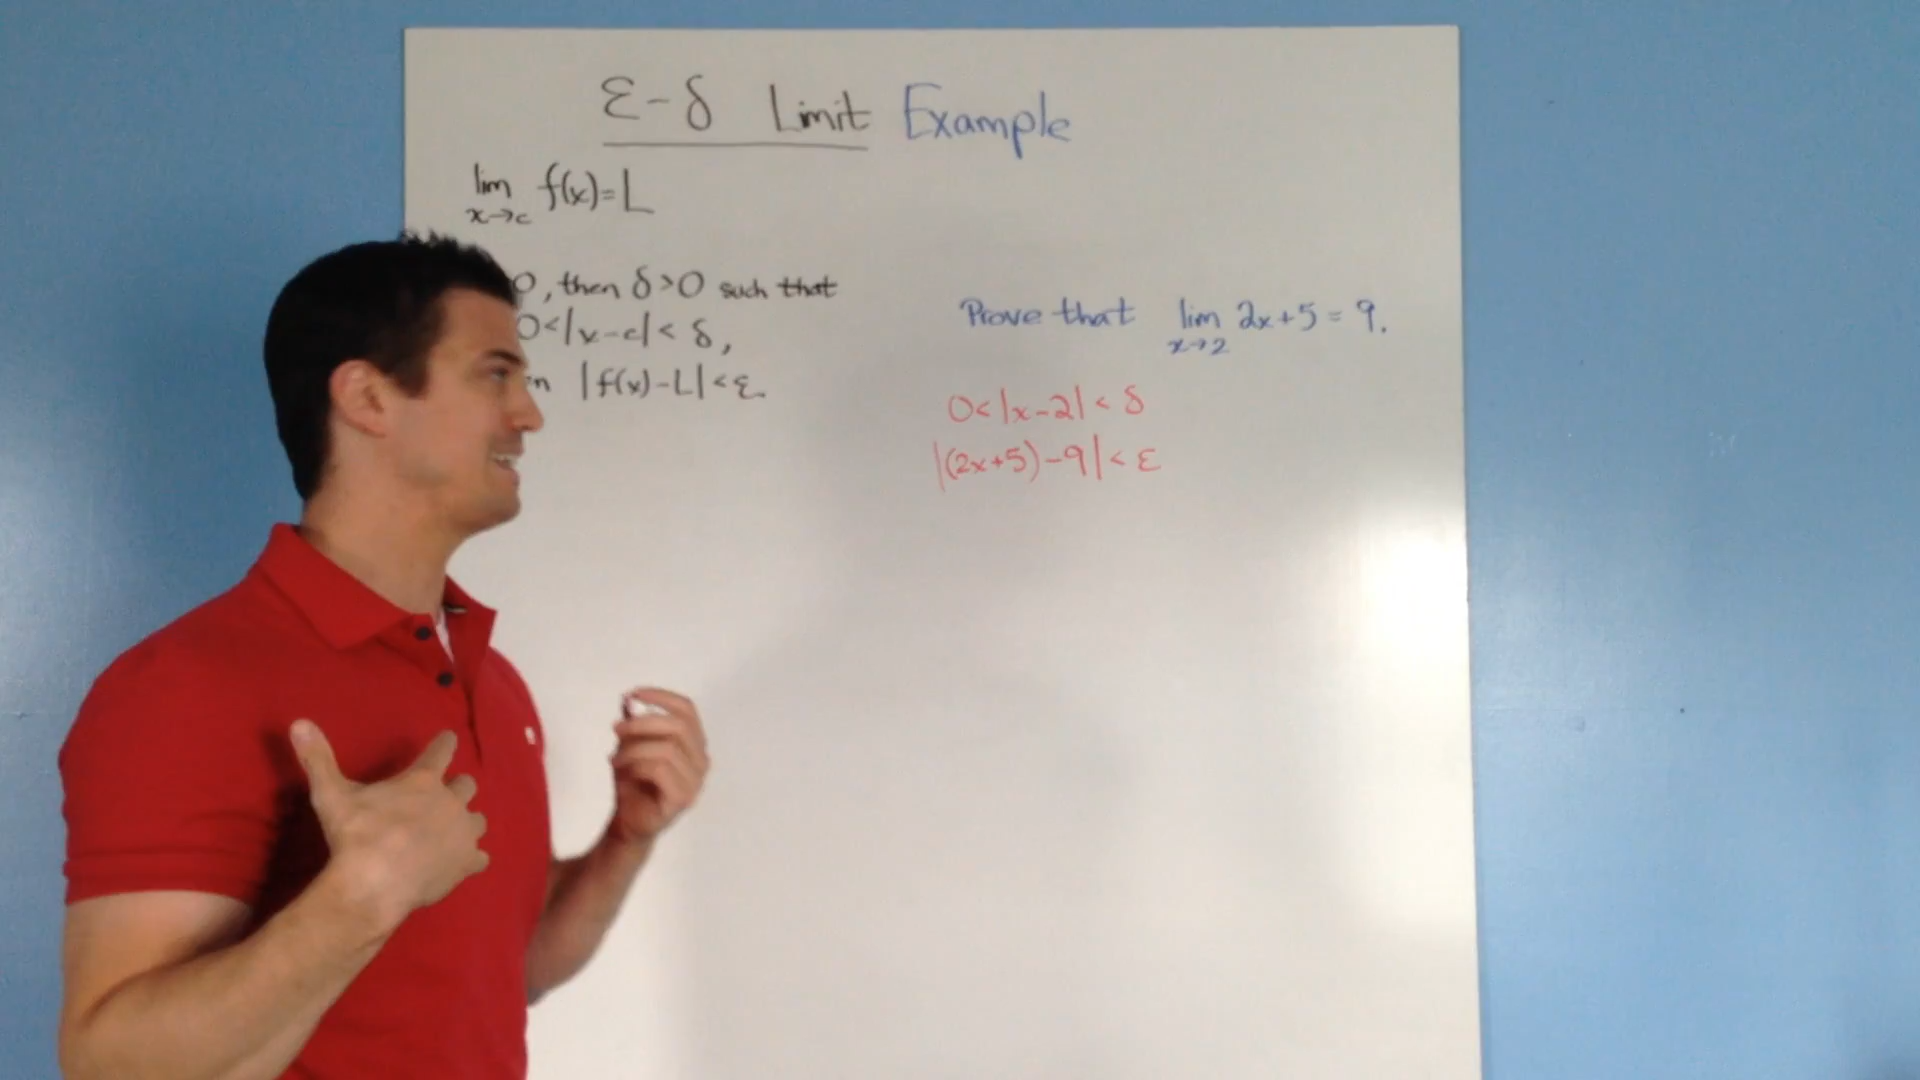 ε-δ Limit Example
lim f(x)=L
x→c
0, then δ>0 such that
0<|x-c|< δ,
n |f(x)-L|<ε.
Prove that lim 2x+5 = 9.
x→2
0<|x-2|< δ
|(2x+5)-9|< ε